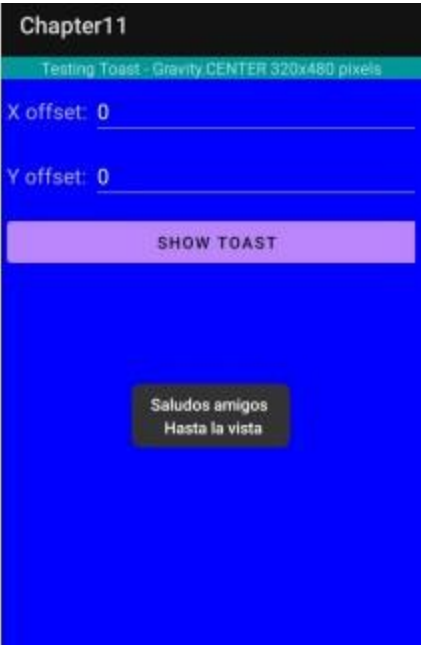 Chapter11
Testing Toast - Gravity.CENTER 320x480 pixels
X offset: 0
Y offset: 0
SHOW TOAST
Saludos amigos
Hasta la vista